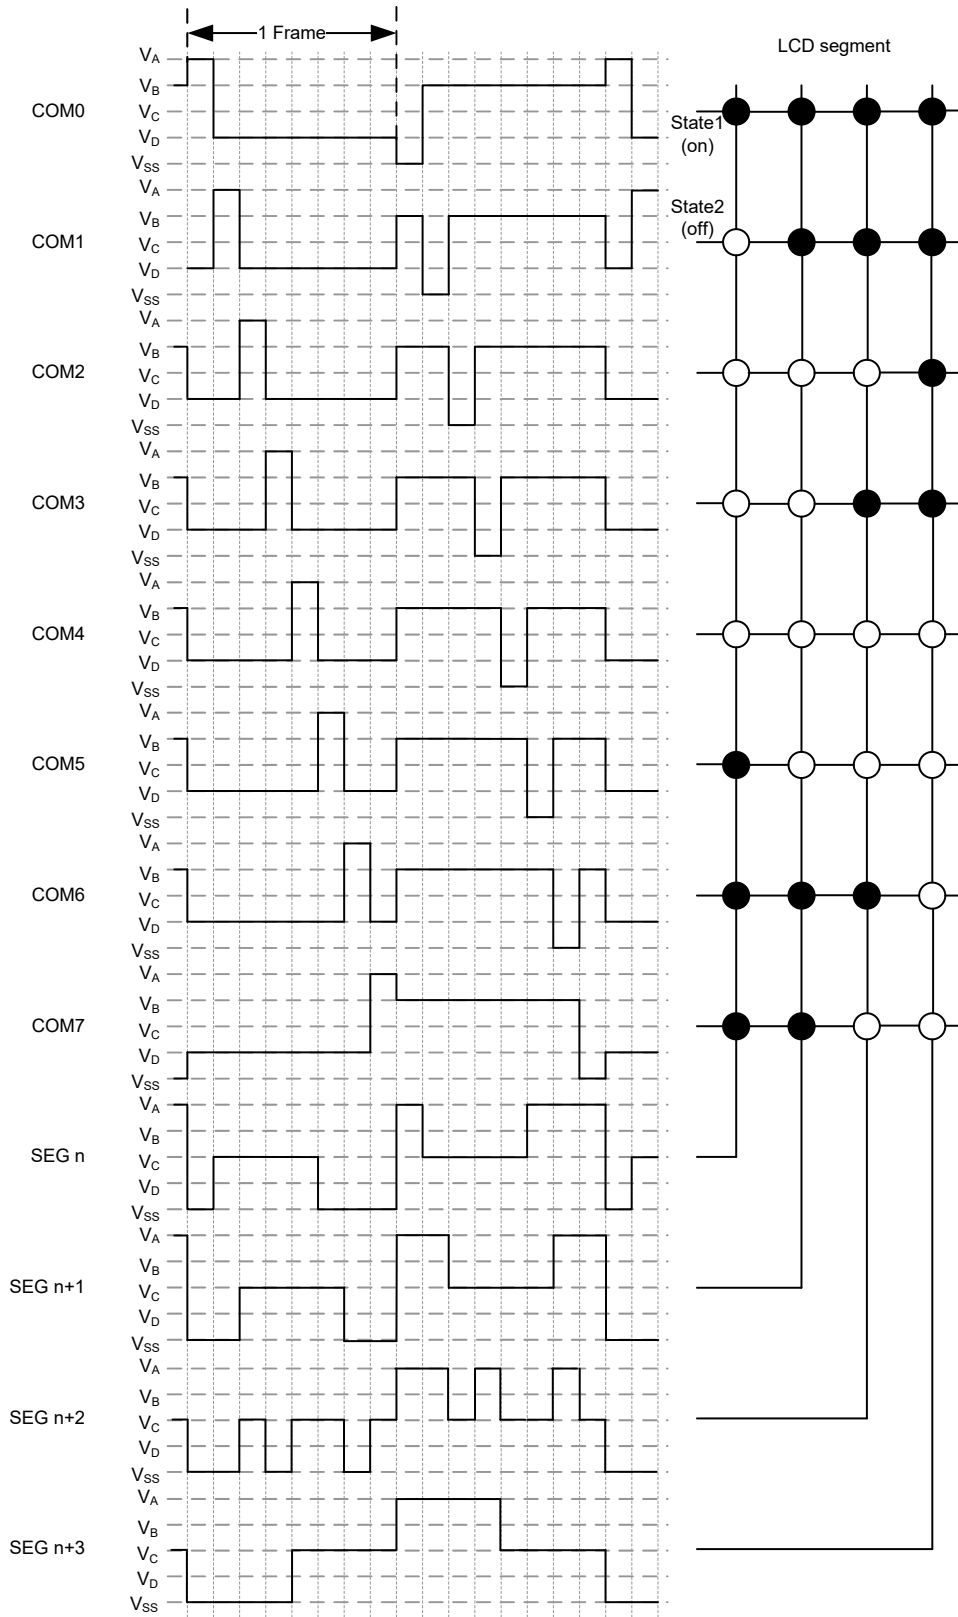 1 Frame
LCD segment
COM0
VA
VB
VC
VD
VSS
State1
(on)
COM1
VA
VB
VC
VD
VSS
State2
(off)
COM2
VA
VB
VC
VD
VSS
COM3
VA
VB
VC
VD
VSS
COM4
VA
VB
VC
VD
VSS
COM5
VA
VB
VC
VD
VSS
COM6
VA
VB
VC
VD
VSS
COM7
VA
VB
VC
VD
VSS
SEG n
VA
VB
VC
VD
VSS
SEG n+1
VA
VB
VC
VD
VSS
SEG n+2
VA
VB
VC
VD
VSS
SEG n+3
VA
VB
VC
VD
VSS